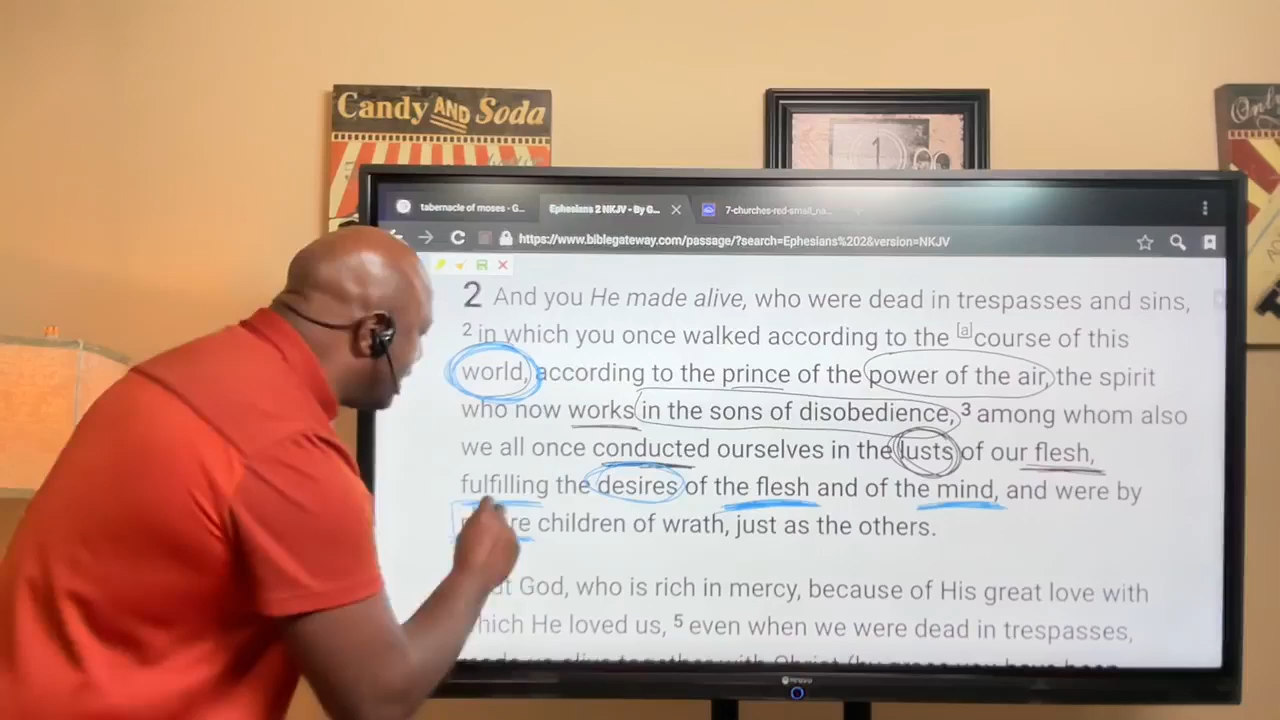 Candy AND Soda
1
Only
tabernacle of moses - G...
Ephesians 2 NKJV - By G...
7-churches-red-small_na...
https://www.biblegateway.com/passage/?search=Ephesians%202&version=NKJV
2 And you He made alive, who were dead in trespasses and sins,
2 in which you once walked according to the [a]course of this
world, according to the prince of the power of the air, the spirit
who now works in the sons of disobedience, 3 among whom also
we all once conducted ourselves in the lusts of our flesh,
fulfilling the desires of the flesh and of the mind, and were by
children of wrath, just as the others.
God, who is rich in mercy, because of His great love with
which He loved us, 5 even when we were dead in trespasses,